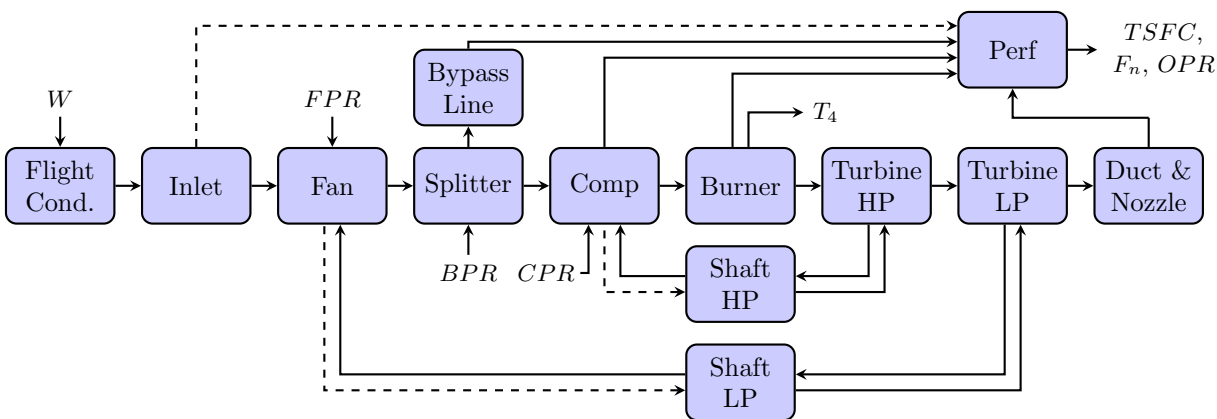 TSFC,
F_n, OPR
Perf
Bypass
Line
W
FPR
T_4
Flight
Cond.
Inlet
Fan
Splitter
Comp
Burner
Turbine
HP
Turbine
LP
Duct &
Nozzle
BPR
CPR
Shaft
HP
Shaft
LP